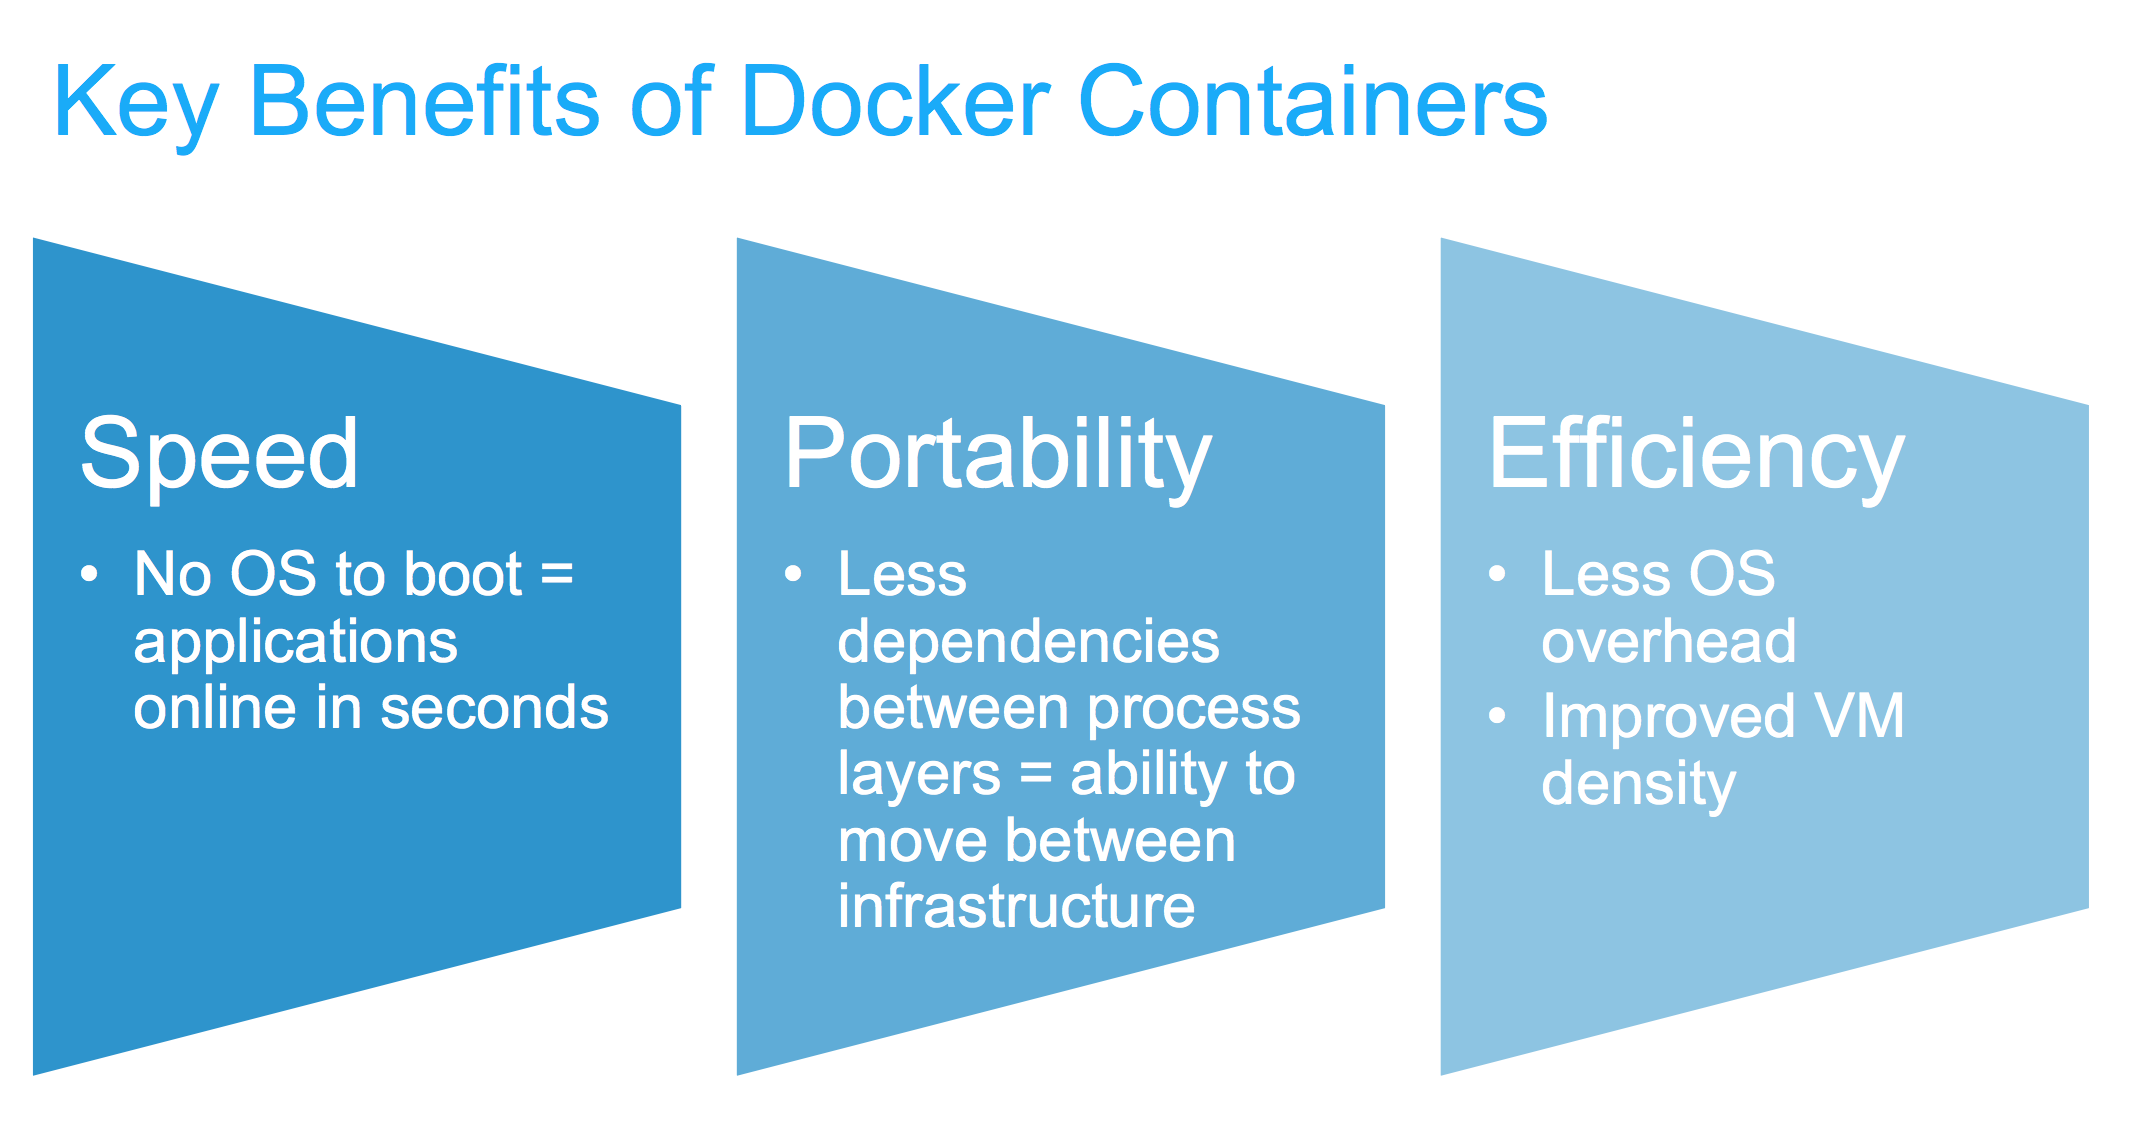 Key Benefits of Docker Containers
Speed
• No OS to boot =
applications
online in seconds
Portability
• Less
dependencies
between process
layers = ability to
move between
infrastructure
Efficiency
• Less OS
overhead
• Improved VM
density